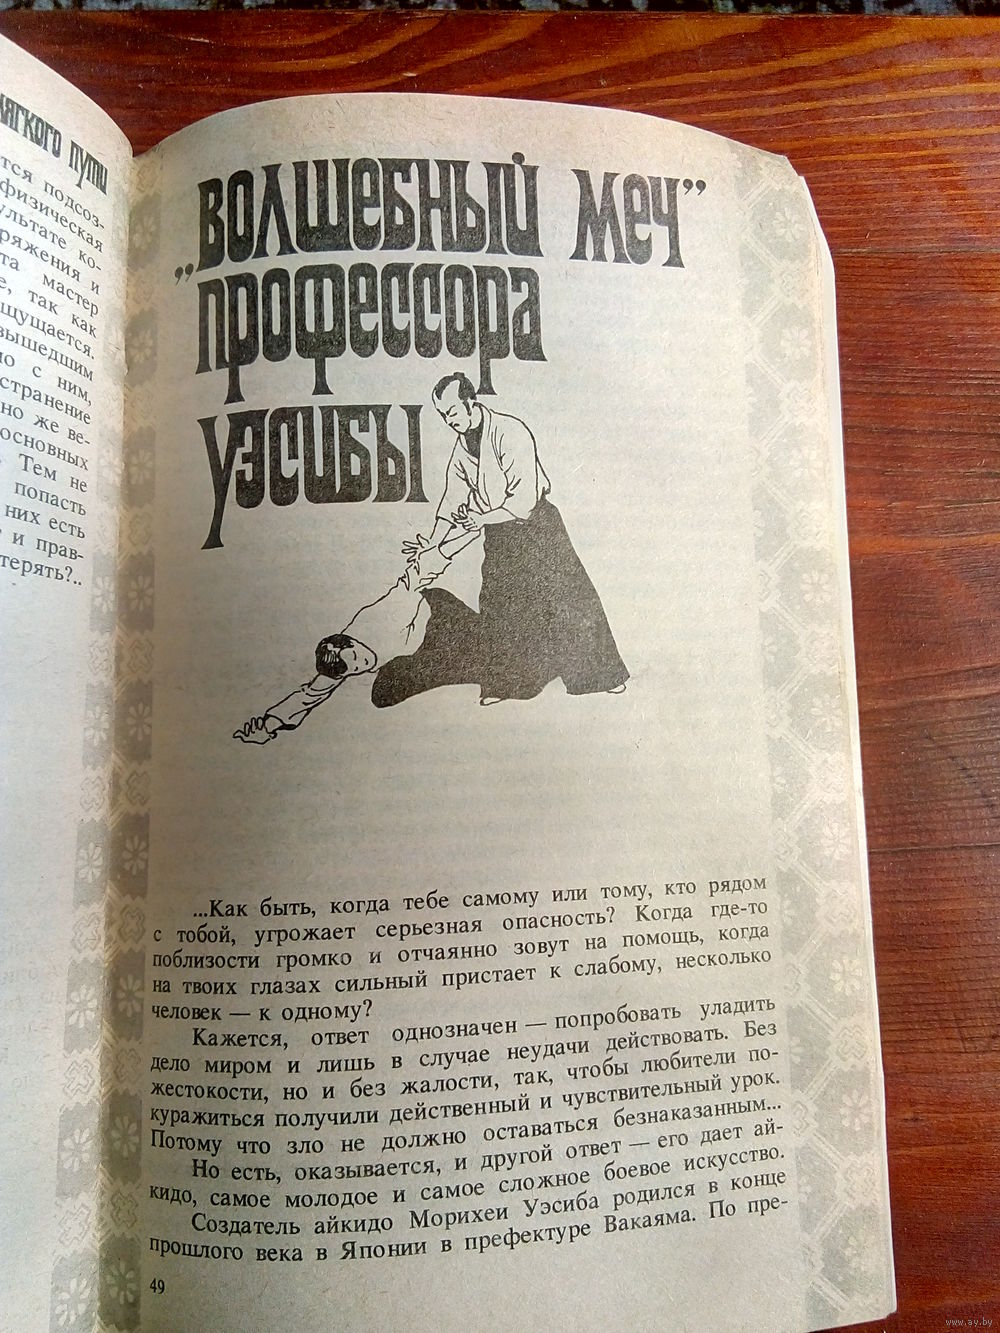 мягкого пути
тся подсоз-
физическая
ультате ко-
ряжения и
та мастер
е, так как
щущается.
вышедшим
но с ним,
странение
но же ве-
основных
Тем не
попасть
них есть
и прав-
терять?..
„Волшебный меч”
профессора
Уэсибы
...Как быть, когда тебе самому или тому, кто рядом
с тобой, угрожает серьезная опасность? Когда где-то
поблизости громко и отчаянно зовут на помощь, когда
на твоих глазах сильный пристает к слабому, несколько
человек — к одному?
Кажется, ответ однозначен — попробовать уладить
дело миром и лишь в случае неудачи действовать. Без
жестокости, но и без жалости, так, чтобы любители по-
куражиться получили действенный и чувствительный урок.
Потому что зло не должно оставаться безнаказанным...
Но есть, оказывается, и другой ответ — его дает ай-
кидо, самое молодое и самое сложное боевое искусство.
Создатель айкидо Морихеи Уэсиба родился в конце
прошлого века в Японии в префектуре Вакаяма. По пре-
49
www.ay.by